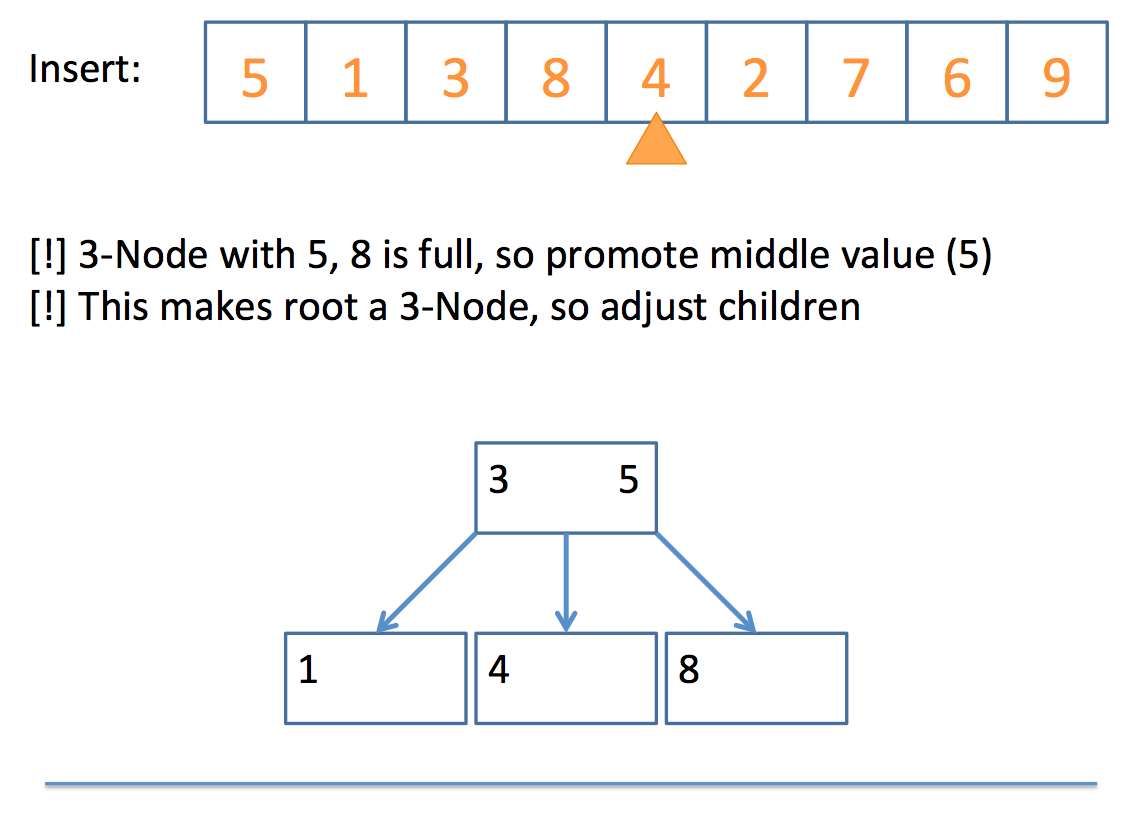 Insert: 5 1 3 8 4 2 7 6 9
[!] 3-Node with 5, 8 is full, so promote middle value (5)
[!] This makes root a 3-Node, so adjust children
3 5
1 4 8